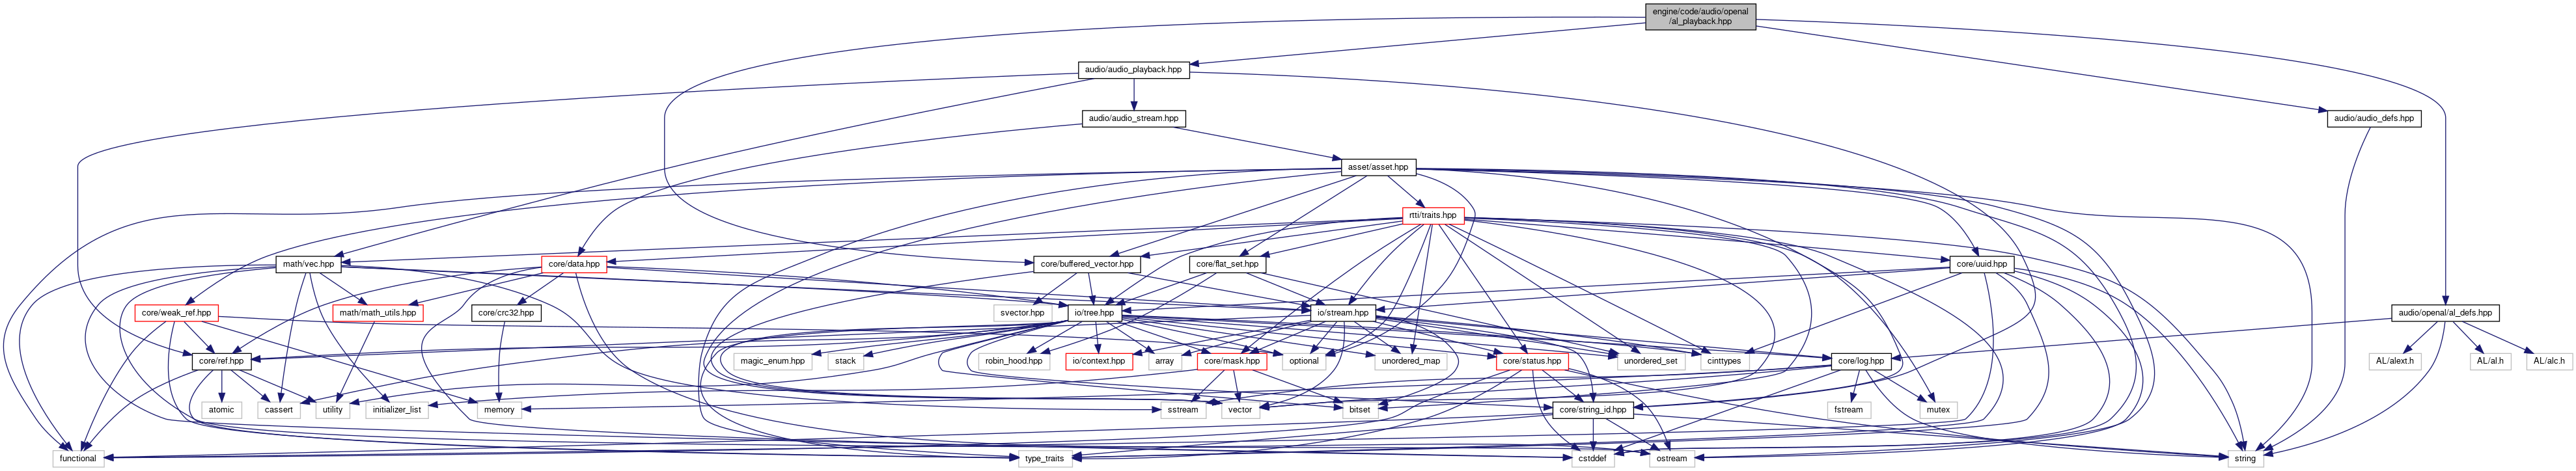 engine/code/audio/openal
/al_playback.hpp
audio/audio_playback.hpp
audio/audio_stream.hpp
audio/audio_defs.hpp
asset/asset.hpp
rtti/traits.hpp
math/vec.hpp
core/data.hpp
core/buffered_vector.hpp
core/flat_set.hpp
core/uuid.hpp
core/weak_ref.hpp
math/math_utils.hpp
core/crc32.hpp
svector.hpp
io/tree.hpp
io/stream.hpp
audio/openal/al_defs.hpp
core/ref.hpp
magic_enum.hpp
stack
robin_hood.hpp
io/context.hpp
array
core/mask.hpp
optional
unordered_map
core/status.hpp
unordered_set
cinttypes
core/log.hpp
AL/alext.h
AL/al.h
AL/alc.h
atomic
cassert
utility
initializer_list
memory
sstream
vector
bitset
core/string_id.hpp
fstream
mutex
functional
type_traits
cstddef
ostream
string